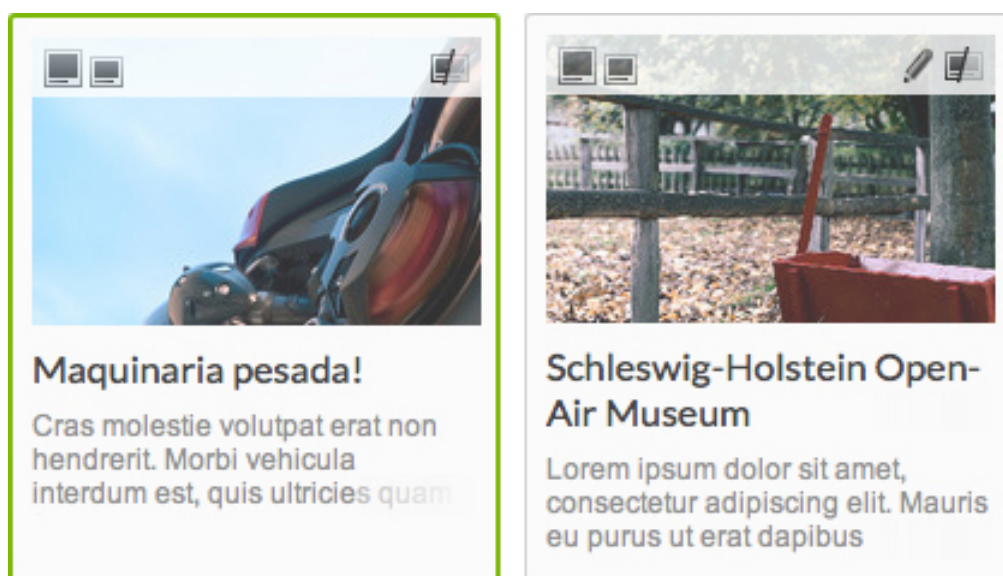 Maquinaria pesada!
Cras molestie volutpat erat non
hendrerit. Morbi vehicula
interdum est, quis ultricies quam
Schleswig-Holstein Open-
Air Museum
Lorem ipsum dolor sit amet,
consectetur adipiscing elit. Mauris
eu purus ut erat dapibus